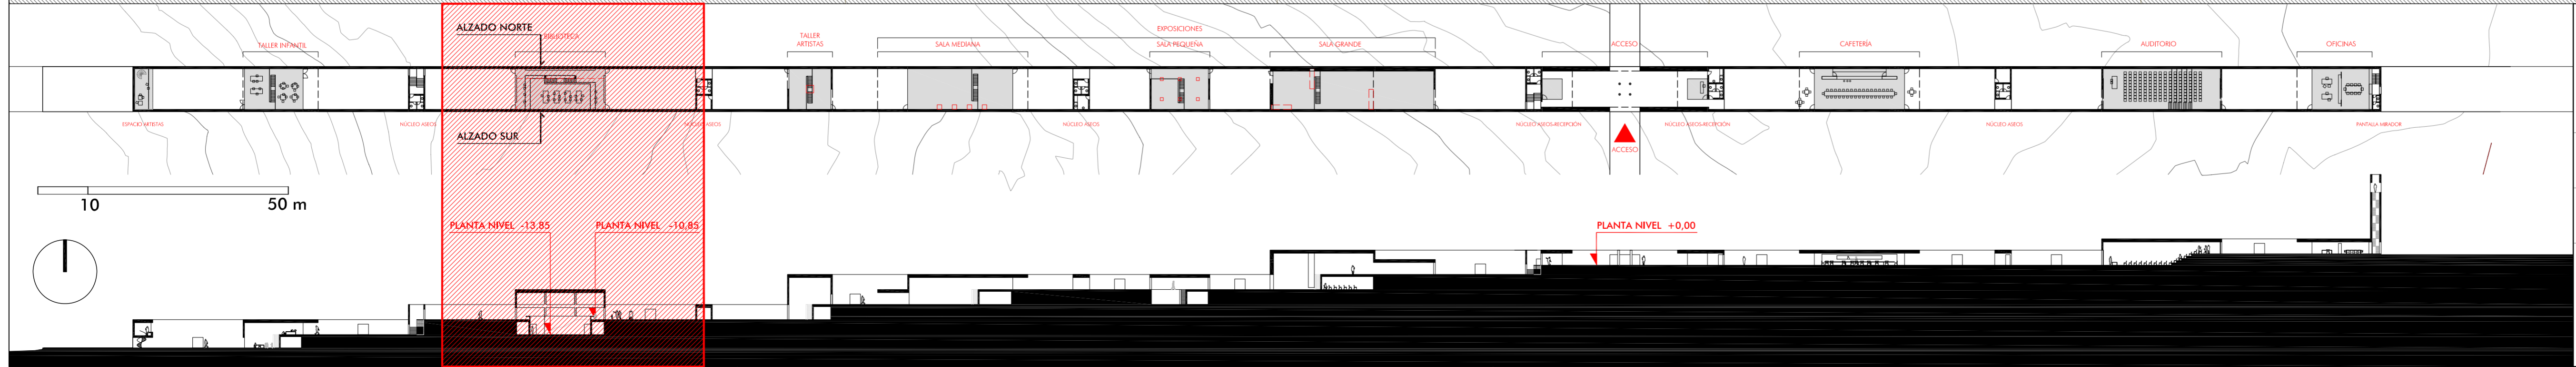 ALZADO NORTE
BIBLIOTECA
TALLER INFANTIL
TALLER
ARTISTAS
EXPOSICIONES
SALA MEDIANA
SALA PEQUEÑA
SALA GRANDE
ACCESO
CAFETERÍA
AUDITORIO
OFICINAS
ESPACIO ARTISTAS
NÚCLEO ASEOS
ALZADO SUR
NÚCLEO ASEOS
NÚCLEO ASEOS
NÚCLEO ASEOS-RECEPCIÓN
ACCESO
NÚCLEO ASEOS-RECEPCIÓN
NÚCLEO ASEOS
PANTALLA MIRADOR
10
50 m
PLANTA NIVEL -13,85
PLANTA NIVEL -10,85
PLANTA NIVEL +0,00